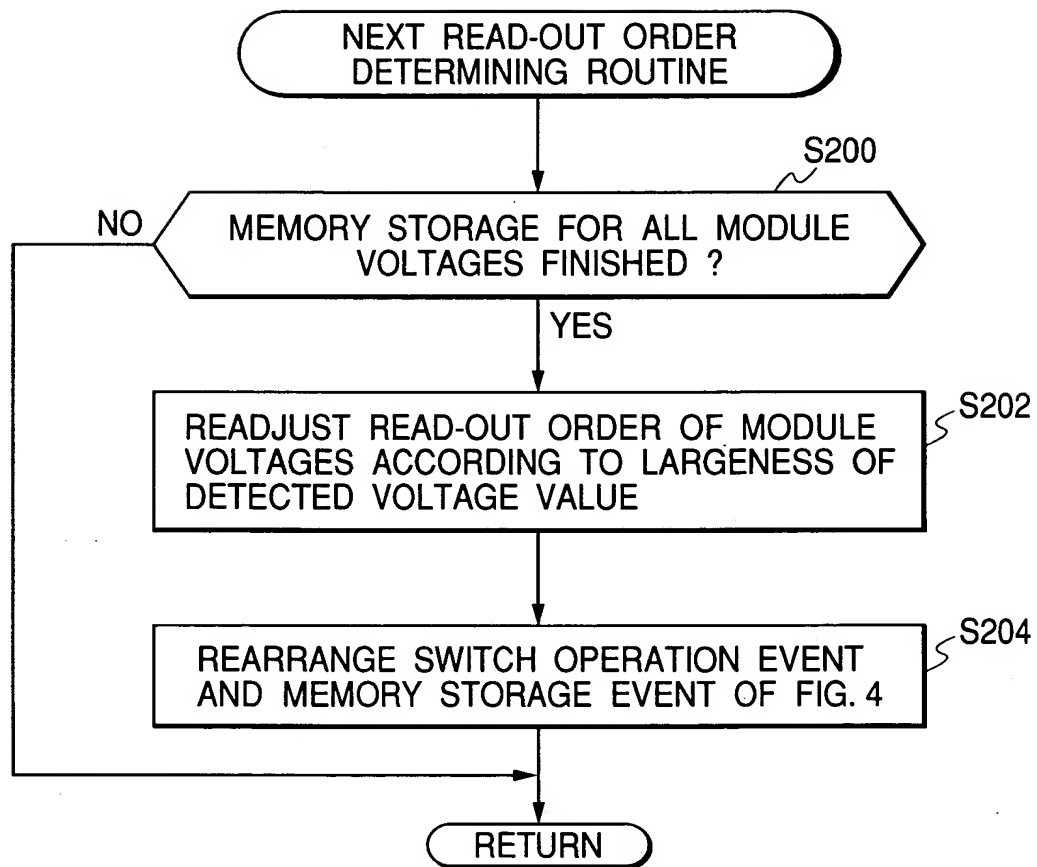 NEXT READ-OUT ORDER
DETERMINING ROUTINE
S200
NO
MEMORY STORAGE FOR ALL MODULE
VOLTAGES FINISHED ?
YES
S202
READJUST READ-OUT ORDER OF MODULE
VOLTAGES ACCORDING TO LARGENESS OF
DETECTED VOLTAGE VALUE
S204
REARRANGE SWITCH OPERATION EVENT
AND MEMORY STORAGE EVENT OF FIG. 4
RETURN